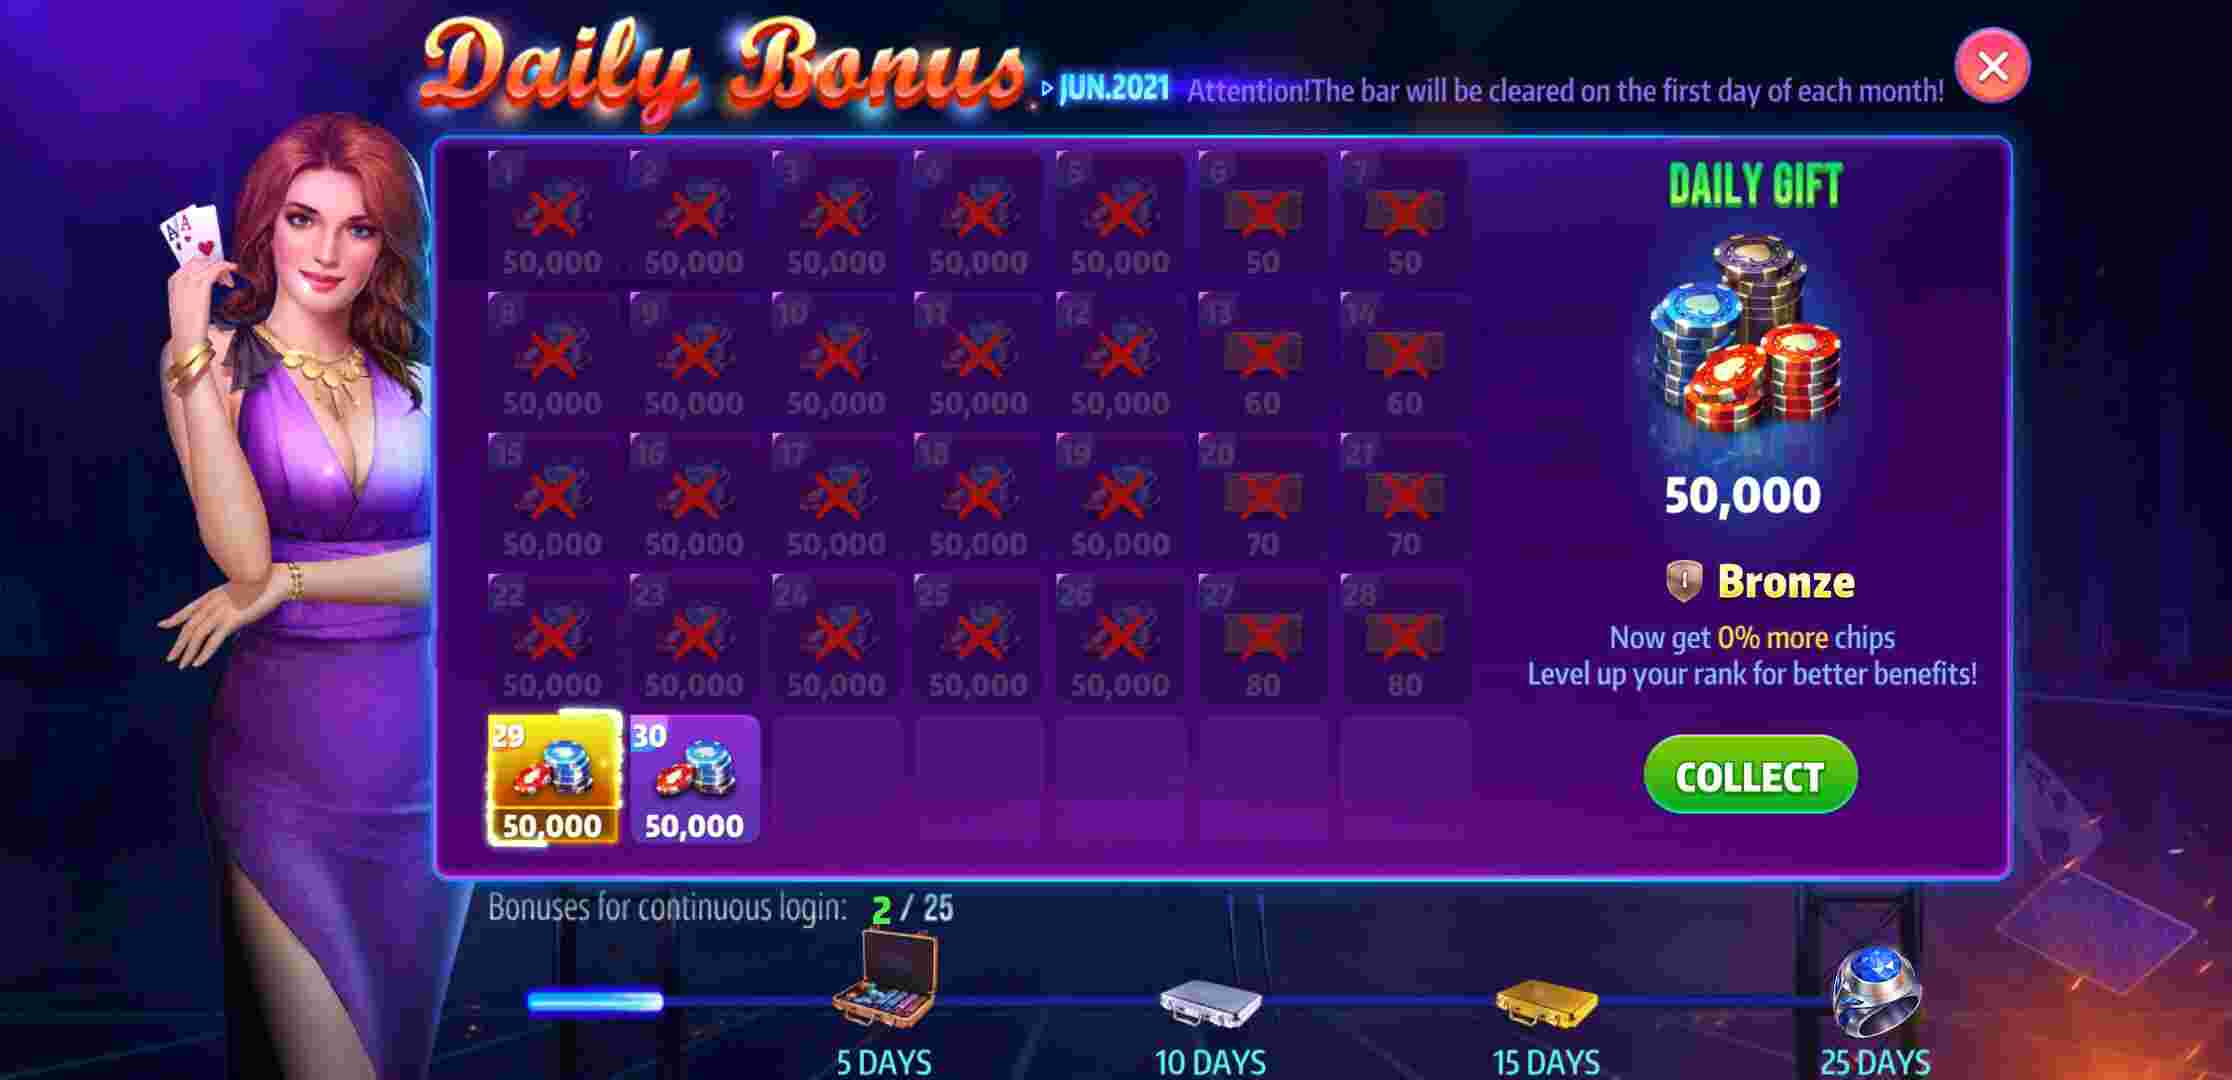 Daily Bonus
JUN.2021
Attention!The bar will be cleared on the first day of each month!
A A
1 2 3 4 5 6 7
50,000 50,000 50,000 50,000 50,000 50 50
8 9 10 11 12 13 14
50,000 50,000 50,000 50,000 50,000 60 60
15 16 17 18 19 20 21
50,000 50,000 50,000 50,000 50,000 70 70
22 23 24 25 26 27 28
50,000 50,000 50,000 50,000 50,000 80 80
29 30
50,000 50,000
DAILY GIFT
50,000
Bronze
Now get 0% more chips
Level up your rank for better benefits!
COLLECT
Bonuses for continuous login: 2 / 25
5 DAYS
10 DAYS
15 DAYS
25 DAYS